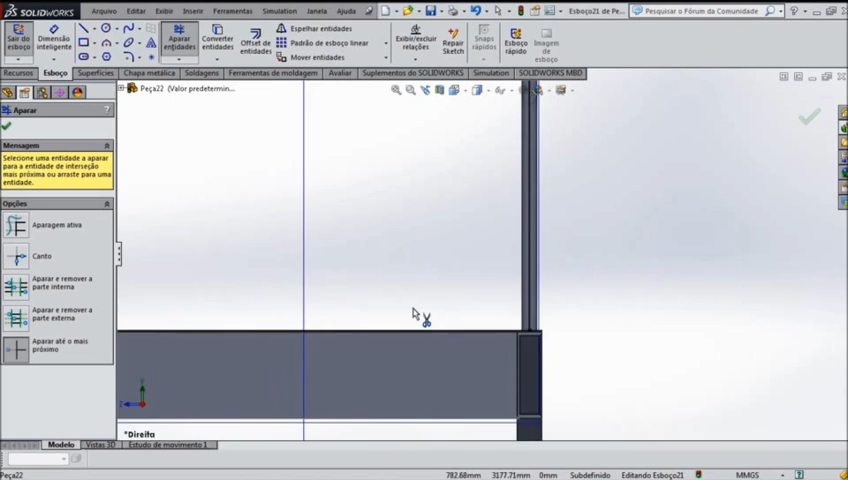 SOLIDWORKS
Arquivo Editar Exibir Inserir Ferramentas Simulation Janela Ajuda
Esboço21 de Pe...
Pesquisar o Fórum da Comunidade
Sair do esboço
Dimensão inteligente
Aparar entidades
Converter entidades
Offset de entidades
Espelhar entidades
Padrão de esboço linear
Mover entidades
Exibir/excluir relações
Repair Sketch
Snaps rápidos
Esboço rápido
Imagem de esboço
Recursos Esboço Superfícies Chapa metálica Soldagens Ferramentas de moldagem Avaliar Suplementos do SOLIDWORKS Simulation SOLIDWORKS MBD
Peça22 (Valor predetermin...
Aparar
?
Mensagem
Selecione uma entidade a aparar
para a entidade de interseção
mais próxima ou arraste para uma
entidade.
Opções
Aparagem ativa
Canto
Aparar e remover a
parte interna
Aparar e remover a
parte externa
Aparar até o mais
próximo
*Direita
Modelo Vistas 3D Estudo de movimento 1
Peça22
782.68mm 3177.71mm 0mm Subdefinido Editando Esboço21 MMGS